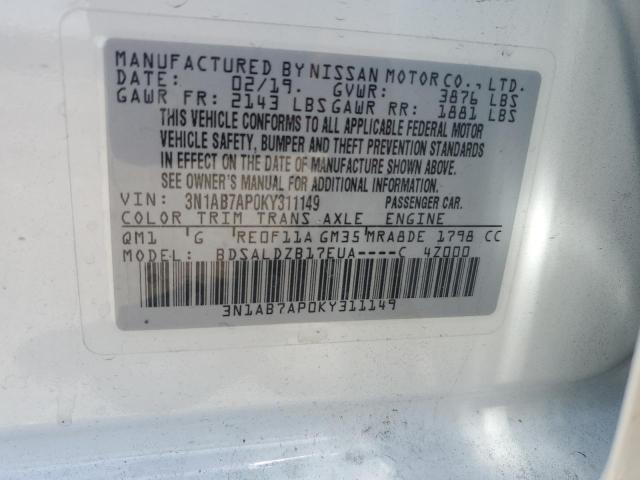 MANUFACTURED BY NISSAN MOTOR CO., LTD.
DATE: 02/19. GVWR: 3876 LBS
GAWR FR: 2143 LBS GAWR RR: 1881 LBS
THIS VEHICLE CONFORMS TO ALL APPLICABLE FEDERAL MOTOR
VEHICLE SAFETY, BUMPER AND THEFT PREVENTION STANDARDS
IN EFFECT ON THE DATE OF MANUFACTURE SHOWN ABOVE.
SEE OWNER'S MANUAL FOR ADDITIONAL INFORMATION.
VIN: 3N1AB7AP0KY311149 PASSENGER CAR.
COLOR TRIM TRANS AXLE ENGINE
QM1 G RE0F11A GM35 MRA8DE 1798 CC
MODEL: BDSALDZB17EUA----C 4Z000
3N1AB7AP0KY311149